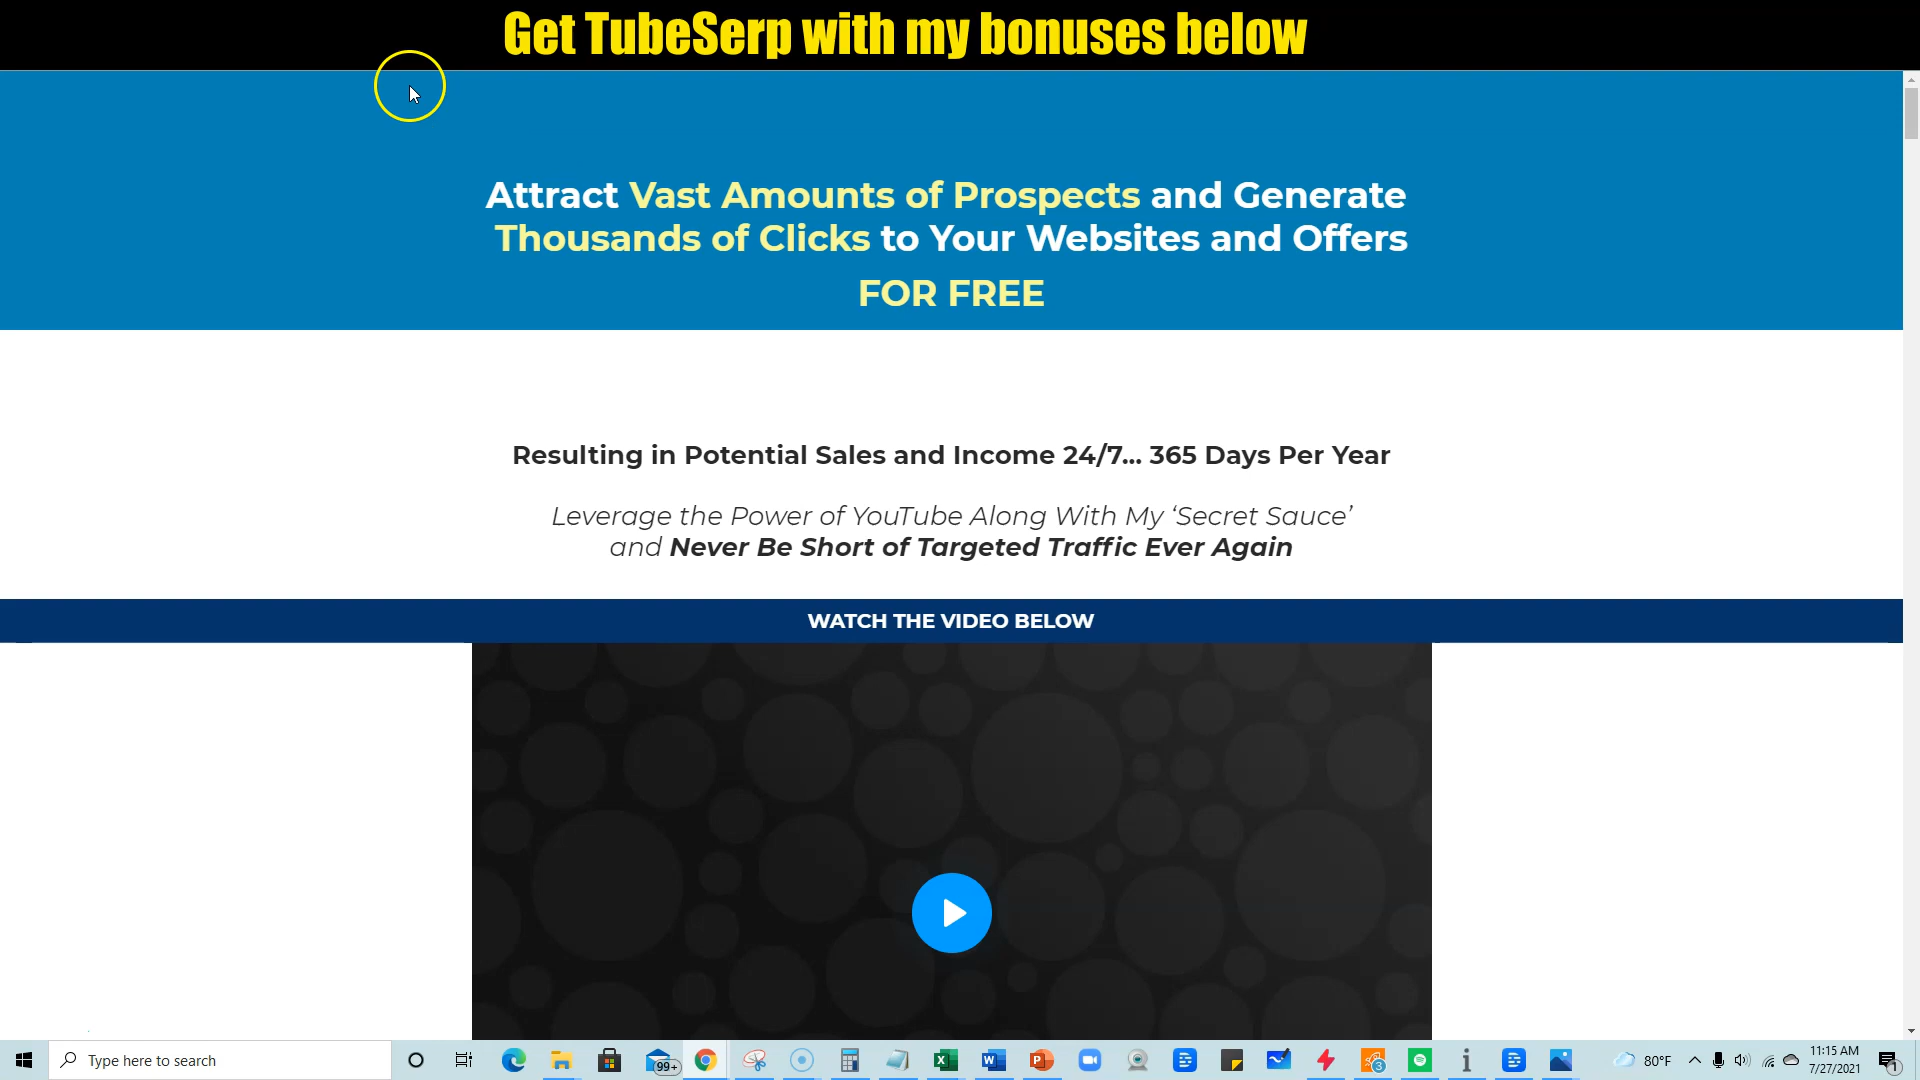 Get TubeSerp with my bonuses below
Attract Vast Amounts of Prospects and Generate
Thousands of Clicks to Your Websites and Offers
FOR FREE
Resulting in Potential Sales and Income 24/7... 365 Days Per Year
Leverage the Power of YouTube Along With My ‘Secret Sauce’
and Never Be Short of Targeted Traffic Ever Again
WATCH THE VIDEO BELOW
Type here to search
99+
3
80°F
11:15 AM
7/27/2021
1